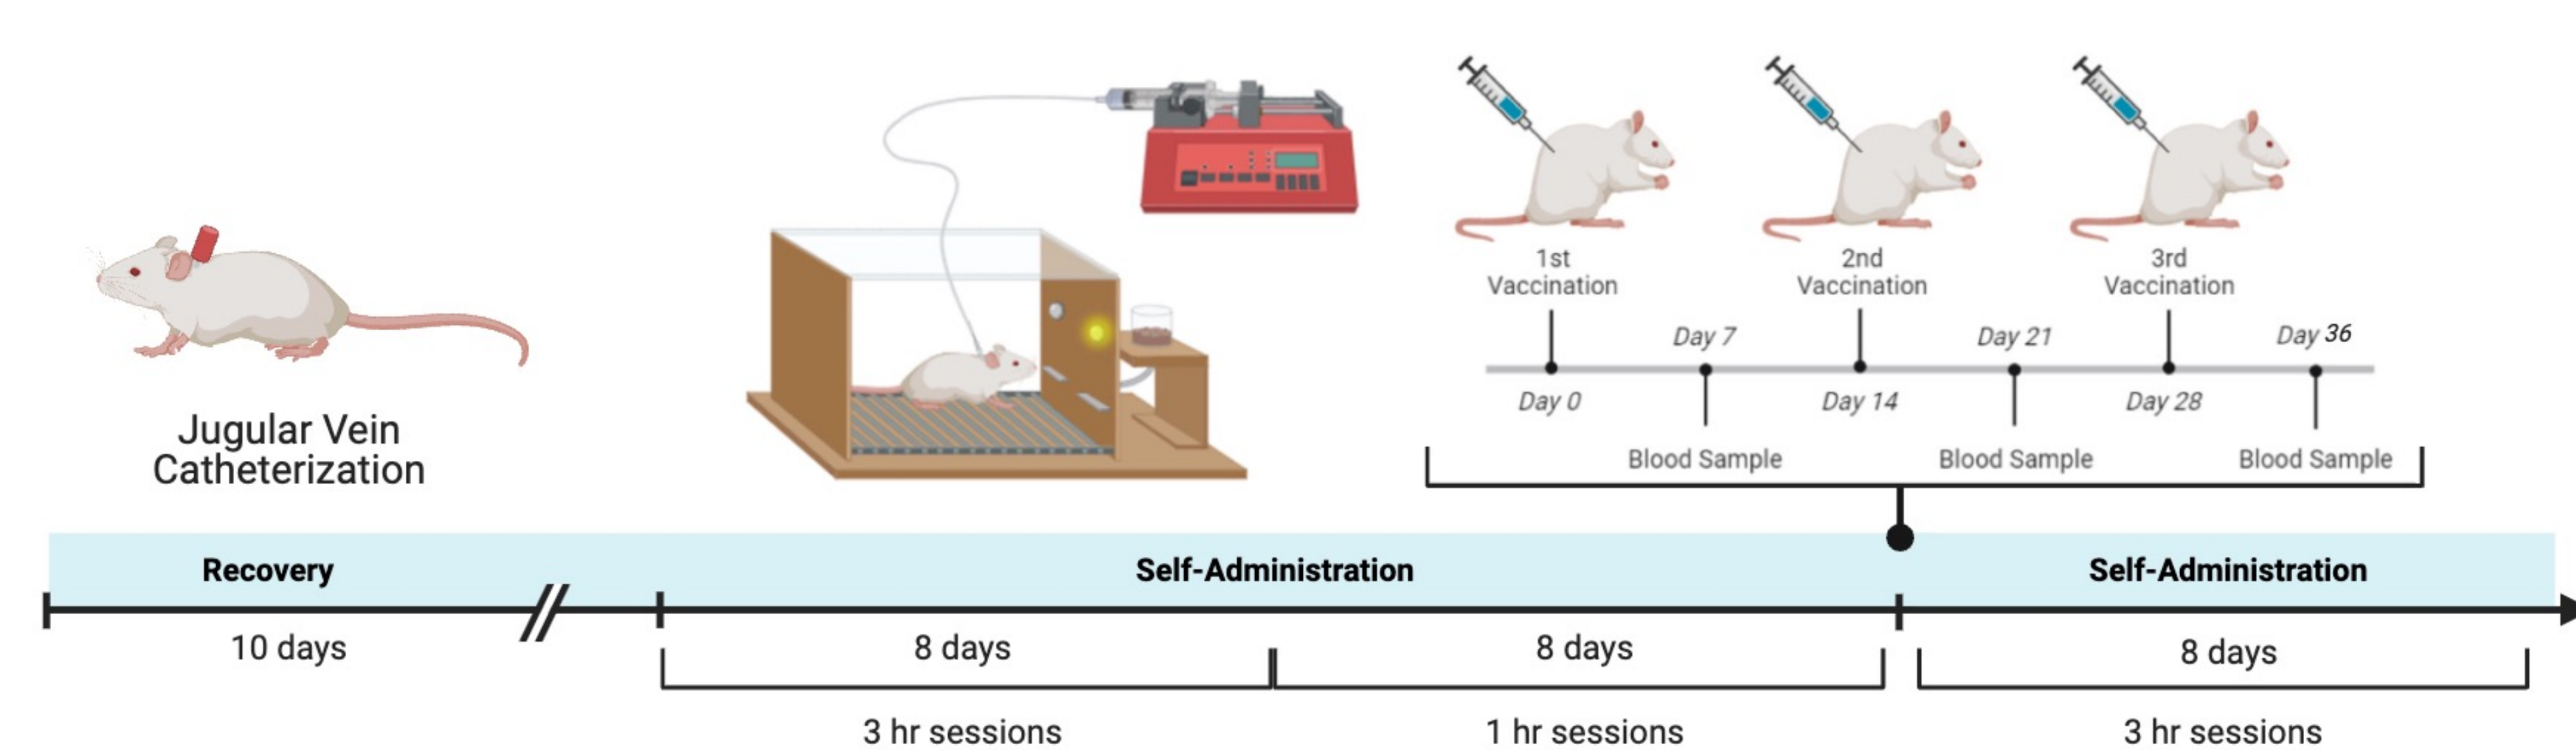 1st
Vaccination
2nd
Vaccination
3rd
Vaccination
Day 7
Day 21
Day 36
Day 0
Day 14
Day 28
Blood Sample
Blood Sample
Blood Sample
Jugular Vein
Catheterization
Recovery
Self-Administration
Self-Administration
10 days
8 days
8 days
8 days
3 hr sessions
1 hr sessions
3 hr sessions